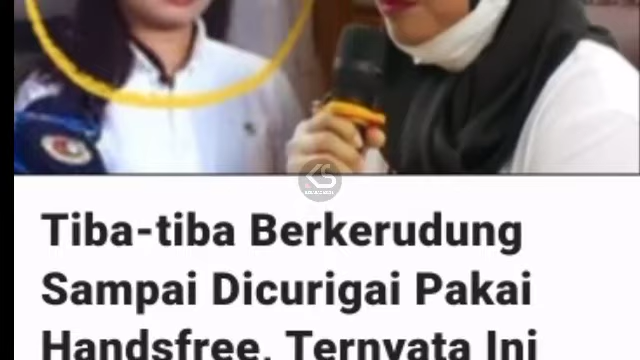 Tiba-tiba Berkerudung
Sampai Dicurigai Pakai
Handsfree, Ternyata Ini